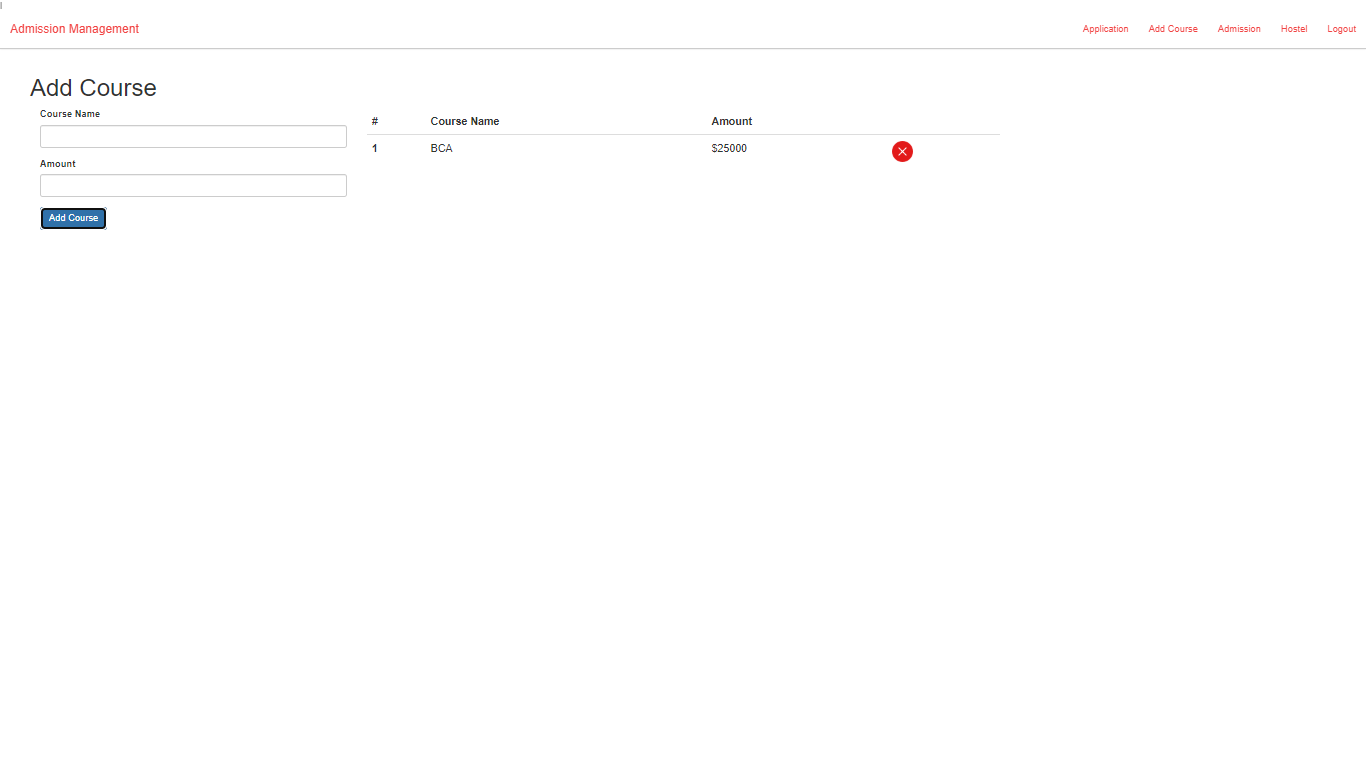 Admission Management
Application Add Course Admission Hostel Logout
Add Course
Course Name
Amount
Add Course
# Course Name Amount
1 BCA $25000